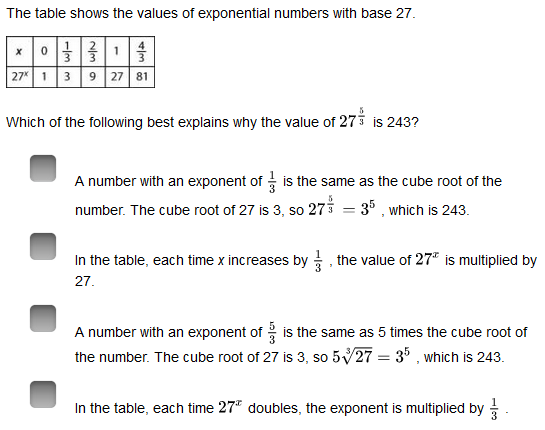 The table shows the values of exponential numbers with base 27.
x 0 1/3 2/3 1 4/3
27^x 1 3 9 27 81
Which of the following best explains why the value of 27^(5/3) is 243?
A number with an exponent of 1/3 is the same as the cube root of the
number. The cube root of 27 is 3, so 27^(5/3) = 3^5 , which is 243.
In the table, each time x increases by 1/3 , the value of 27^x is multiplied by
27.
A number with an exponent of 5/3 is the same as 5 times the cube root of
the number. The cube root of 27 is 3, so 5∛27 = 3^5 , which is 243.
In the table, each time 27^x doubles, the exponent is multiplied by 1/3 .